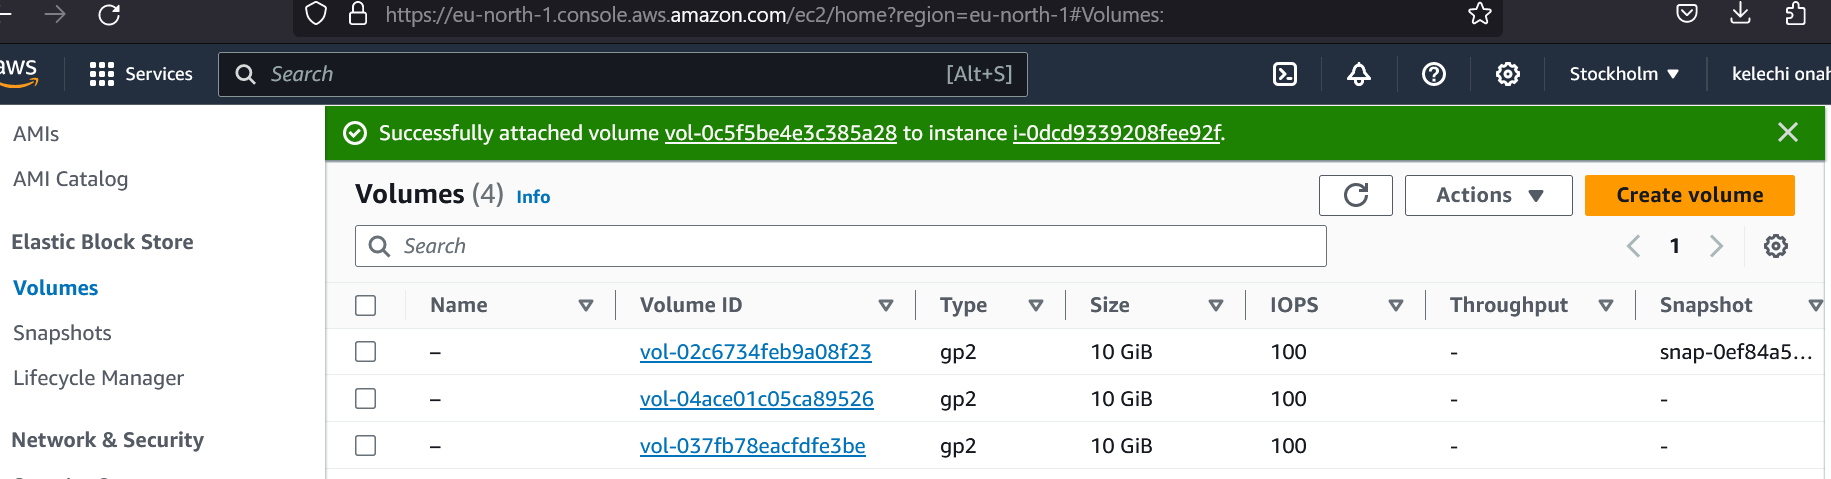 https://eu-north-1.console.aws.amazon.com/ec2/home?region=eu-north-1#Volumes:
aws Services Search [Alt+S] Stockholm kelechi onah
AMIs
AMI Catalog
Elastic Block Store
Volumes
Snapshots
Lifecycle Manager
Network & Security
Successfully attached volume vol-0c5f5be4e3c385a28 to instance i-0dcd9339208fee92f.
Volumes (4) Info Actions Create volume
Search 1
Name Volume ID Type Size IOPS Throughput Snapshot
– vol-02c6734feb9a08f23 gp2 10 GiB 100 - snap-0ef84a5...
– vol-04ace01c05ca89526 gp2 10 GiB 100 - -
– vol-037fb78eacfdfe3be gp2 10 GiB 100 - -